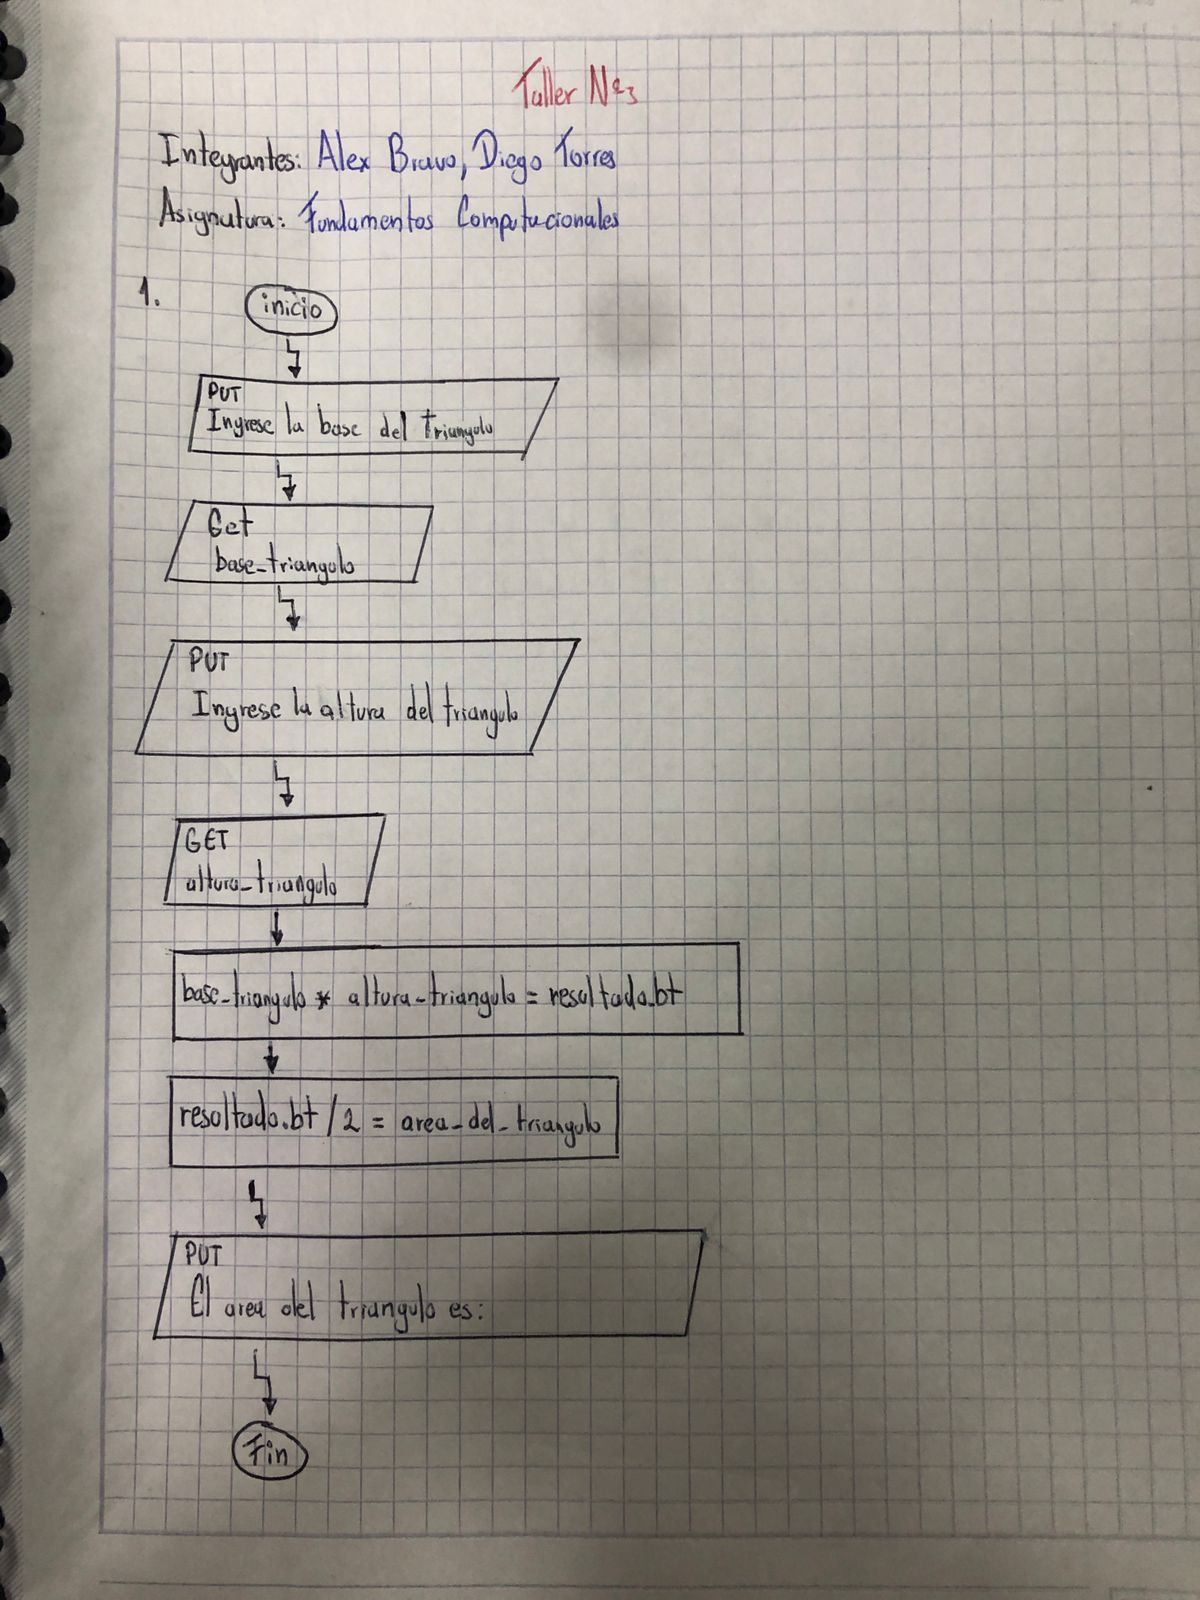 Taller Nº3
Integrantes: Alex Bravo, Diego Torres
Asignatura: Fundamentos Computacionales
1.
inicio
PUT
Ingrese la base del Triangulo
Get
base_triangulo
PUT
Ingrese la altura del triangulo
GET
altura_triangulo
base_triangulo * altura_triangulo = resultado.bt
resultado.bt / 2 = area_del_triangulo
PUT
El area del triangulo es:
Fin